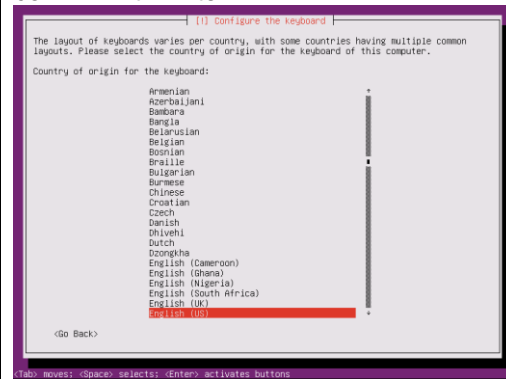 [!] Configure the keyboard
The layout of keyboards varies per country, with some countries having multiple common
layouts. Please select the country of origin for the keyboard of this computer.
Country of origin for the keyboard:
Armenian
Azerbaijani
Bambara
Bangla
Belarusian
Belgian
Bosnian
Braille
Bulgarian
Burmese
Chinese
Croatian
Czech
Danish
Dhivehi
Dutch
Dzongkha
English (Cameroon)
English (Ghana)
English (Nigeria)
English (South Africa)
English (UK)
English (US)
<Go Back>
<Tab> moves; <Space> selects; <Enter> activates buttons